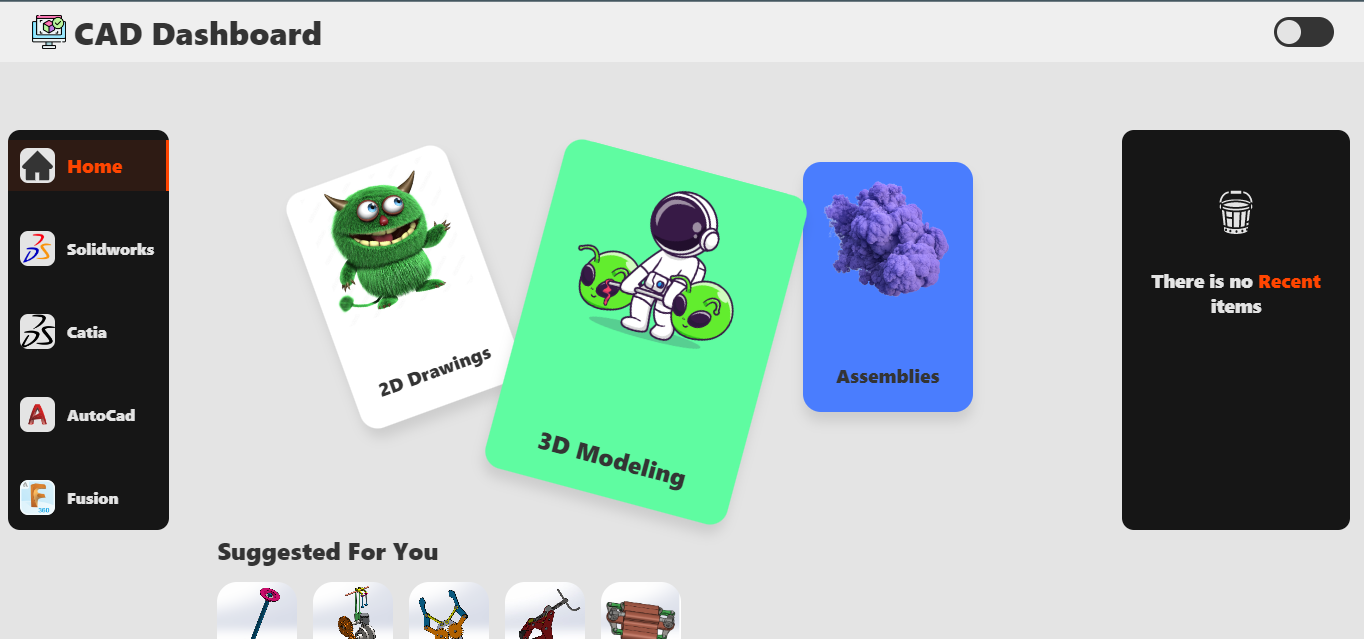 CAD Dashboard
Home
Solidworks
Catia
AutoCad
Fusion
2D Drawings
3D Modeling
Assemblies
There is no Recent
items
Suggested For You